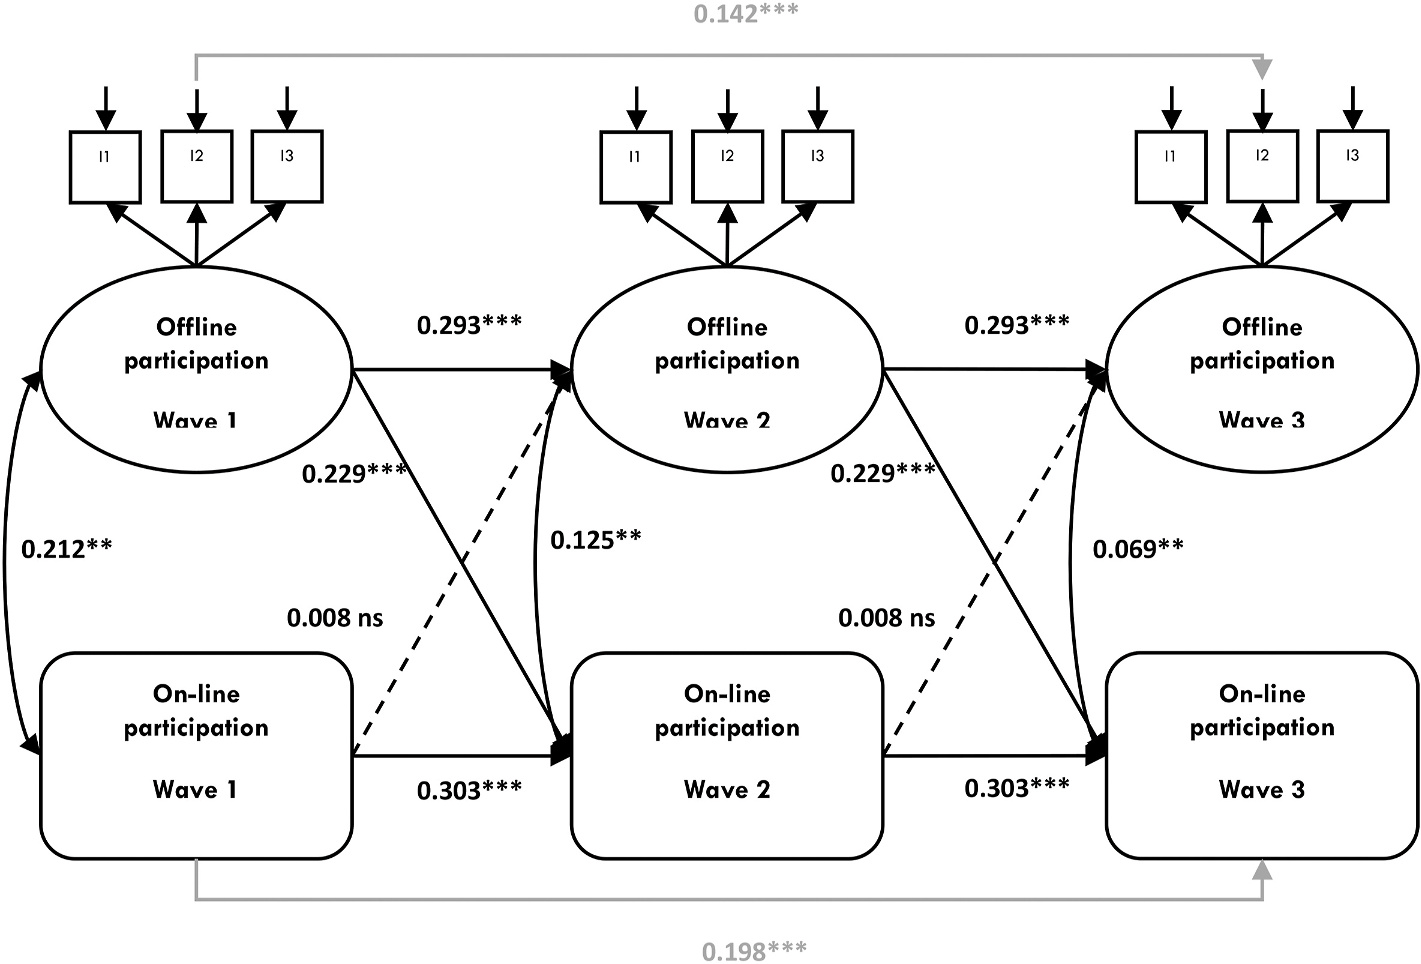 0.142***
I1 I2 I3 I1 I2 I3 I1 I2 I3
Offline
participation
Wave 1
0.293***
Offline
participation
Wave 2
0.293***
Offline
participation
Wave 3
0.229***
0.229***
0.212**
0.125**
0.069**
0.008 ns
0.008 ns
On-line
participation
Wave 1
0.303***
On-line
participation
Wave 2
0.303***
On-line
participation
Wave 3
0.198***